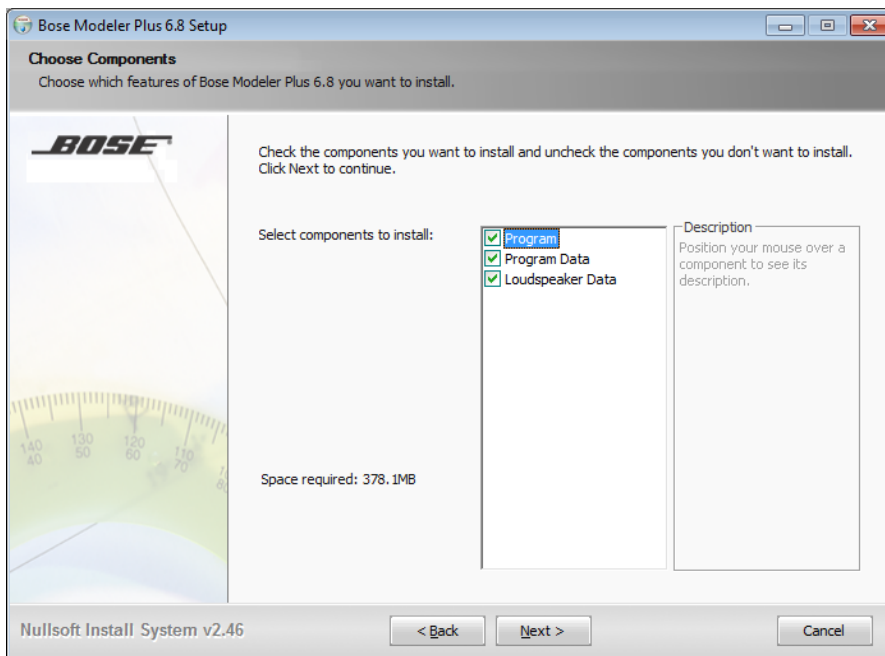 Bose Modeler Plus 6.8 Setup
Choose Components
Choose which features of Bose Modeler Plus 6.8 you want to install.
BOSE
Check the components you want to install and uncheck the components you don't want to install.
Click Next to continue.
Select components to install:
Program
Program Data
Loudspeaker Data
Description
Position your mouse over a
component to see its
description.
140 130 120 110
40 50 60 70 80
Space required: 378.1MB
Nullsoft Install System v2.46
< Back
Next >
Cancel